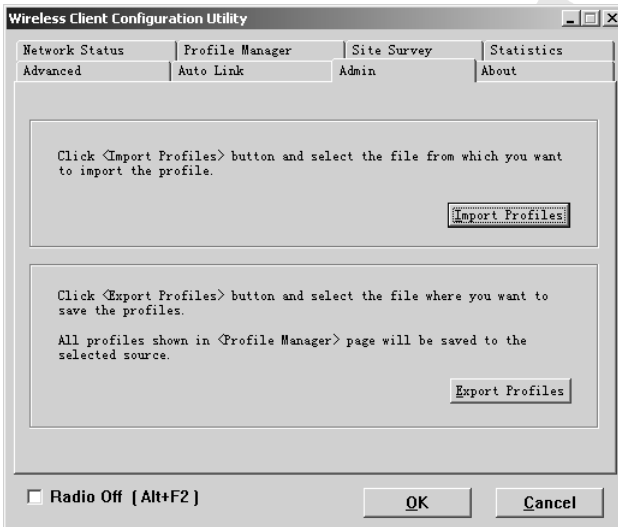 Wireless Client Configuration Utility
Network Status Profile Manager Site Survey Statistics
Advanced Auto Link Admin About
Click <Import Profiles> button and select the file from which you want
to import the profile.
Import Profiles
Click <Export Profiles> button and select the file where you want to
save the profiles.
All profiles shown in <Profile Manager> page will be saved to the
selected source.
Export Profiles
Radio Off (Alt+F2)
OK Cancel